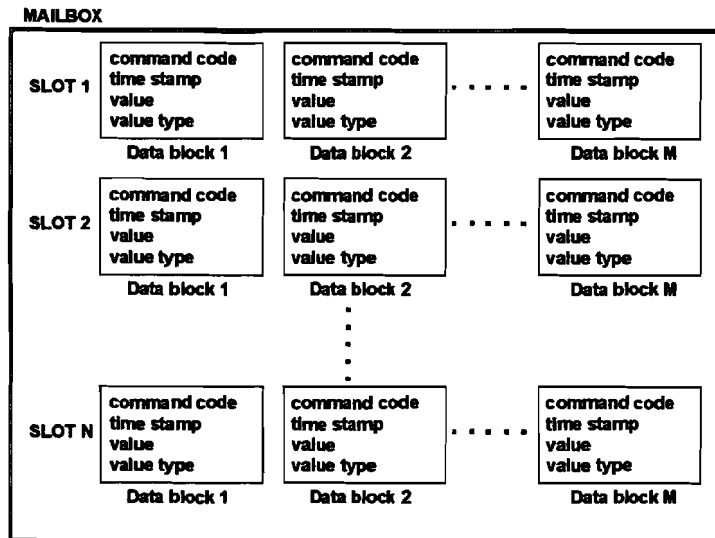 MAILBOX
SLOT 1
command code
time stamp
value
value type
Data block 1
command code
time stamp
value
value type
Data block 2
command code
time stamp
value
value type
Data block M
SLOT 2
command code
time stamp
value
value type
Data block 1
command code
time stamp
value
value type
Data block 2
command code
time stamp
value
value type
Data block M
SLOT N
command code
time stamp
value
value type
Data block 1
command code
time stamp
value
value type
Data block 2
command code
time stamp
value
value type
Data block M